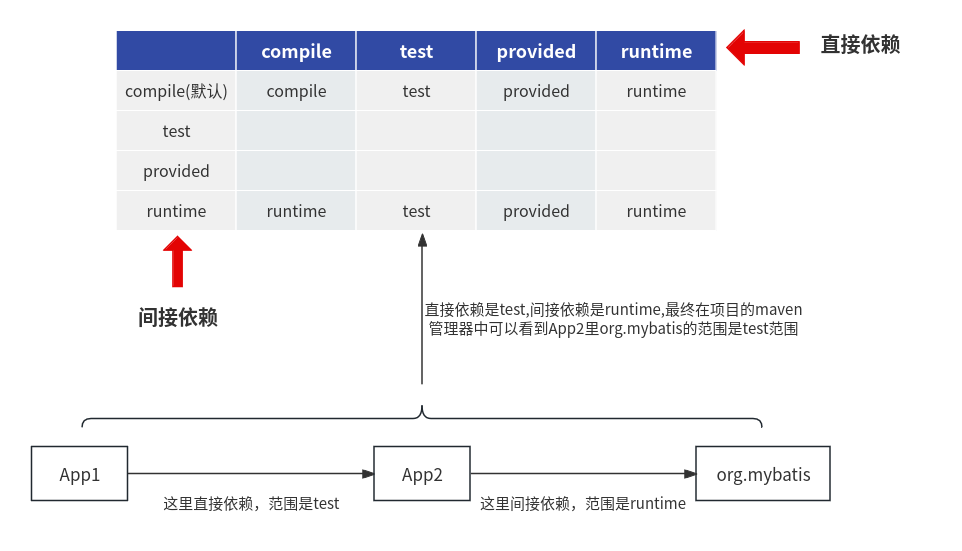 compile test provided runtime
直接依赖
compile(默认) compile test provided runtime
test
provided
runtime runtime test provided runtime
间接依赖
直接依赖是test,间接依赖是runtime,最终在项目的maven
管理器中可以看到App2里org.mybatis的范围是test范围
App1
App2
org.mybatis
这里直接依赖，范围是test
这里间接依赖，范围是runtime